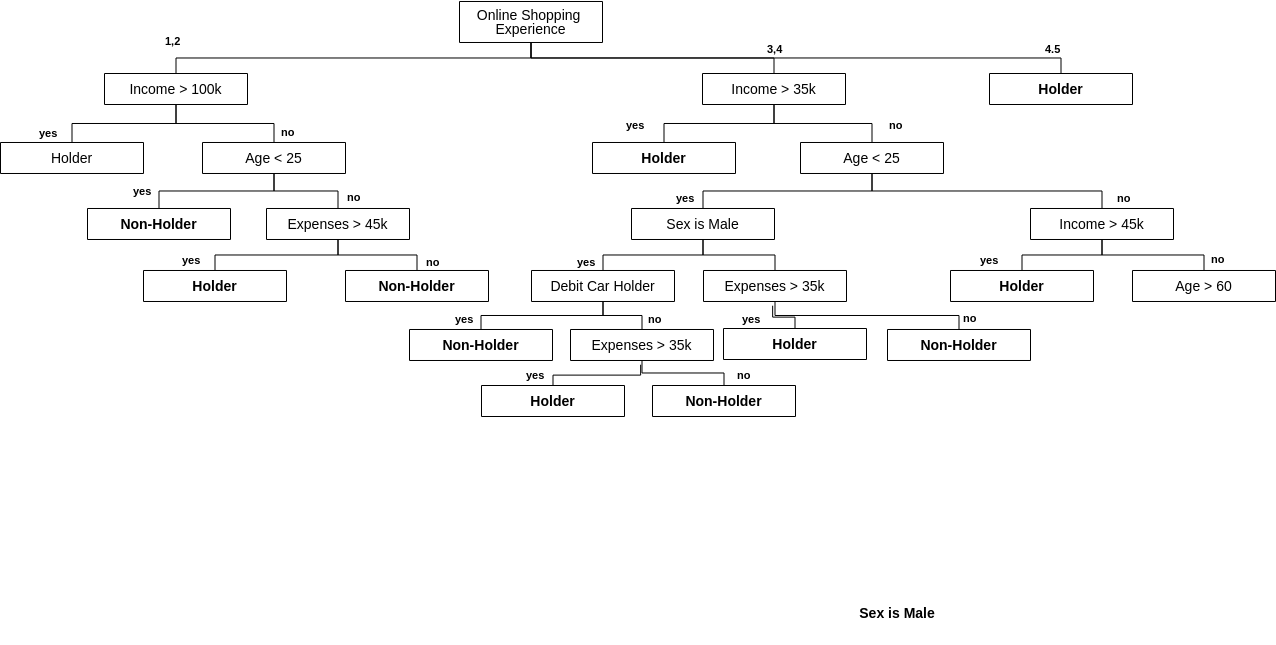 Online Shopping
Experience
1,2
3,4
4.5
Income > 100k
Income > 35k
Holder
yes
no
yes
no
Holder
Age < 25
Holder
Age < 25
yes
no
yes
no
Non-Holder
Expenses > 45k
Sex is Male
Income > 45k
yes
no
yes
yes
no
Holder
Non-Holder
Debit Car Holder
Expenses > 35k
Holder
Age > 60
yes
no
yes
no
Non-Holder
Expenses > 35k
Holder
Non-Holder
yes
no
Holder
Non-Holder
Sex is Male